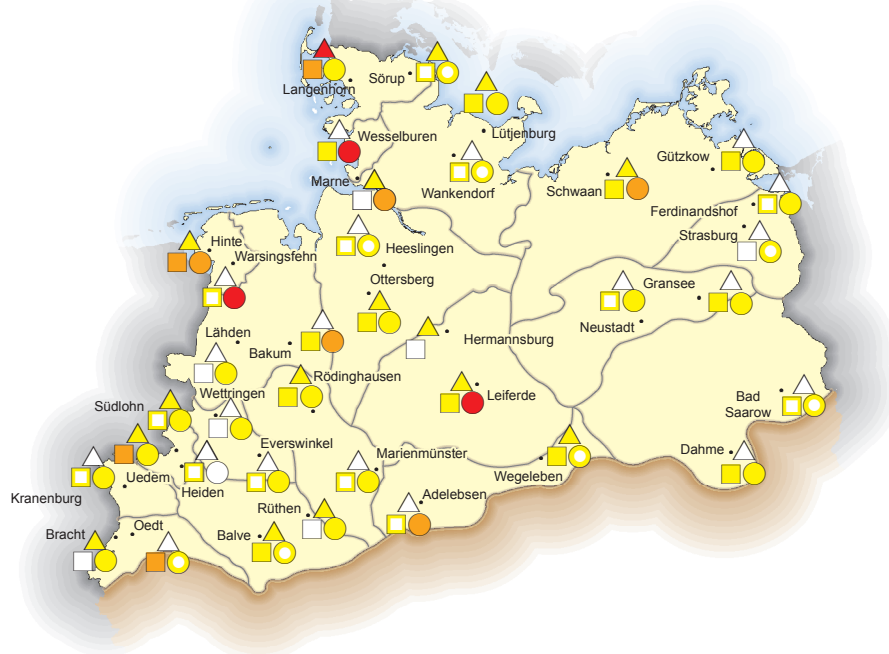 Sörup
Langenhorn
Wesselburen
Lütjenburg
Gützkow
Marne
Wankendorf
Schwaan
Ferdinandshof
Strasburg
Hinte
Heeslingen
Warsingsfehn
Ottersberg
Gransee
Neustadt
Lähden
Hermannsburg
Bakum
Rödinghausen
Wettringen
Leiferde
Bad
Saarow
Südlohn
Everswinkel
Marienmünster
Dahme
Wegeleben
Uedem
Heiden
Kranenburg
Adelebsen
Rüthen
Oedt
Bracht
Balve